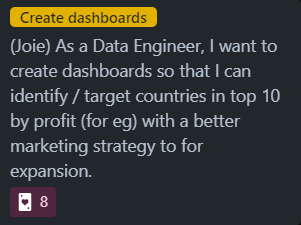 Create dashboards
(Joie) As a Data Engineer, I want to
create dashboards so that I can
identify / target countries in top 10
by profit (for eg) with a better
marketing strategy to for
expansion.
8